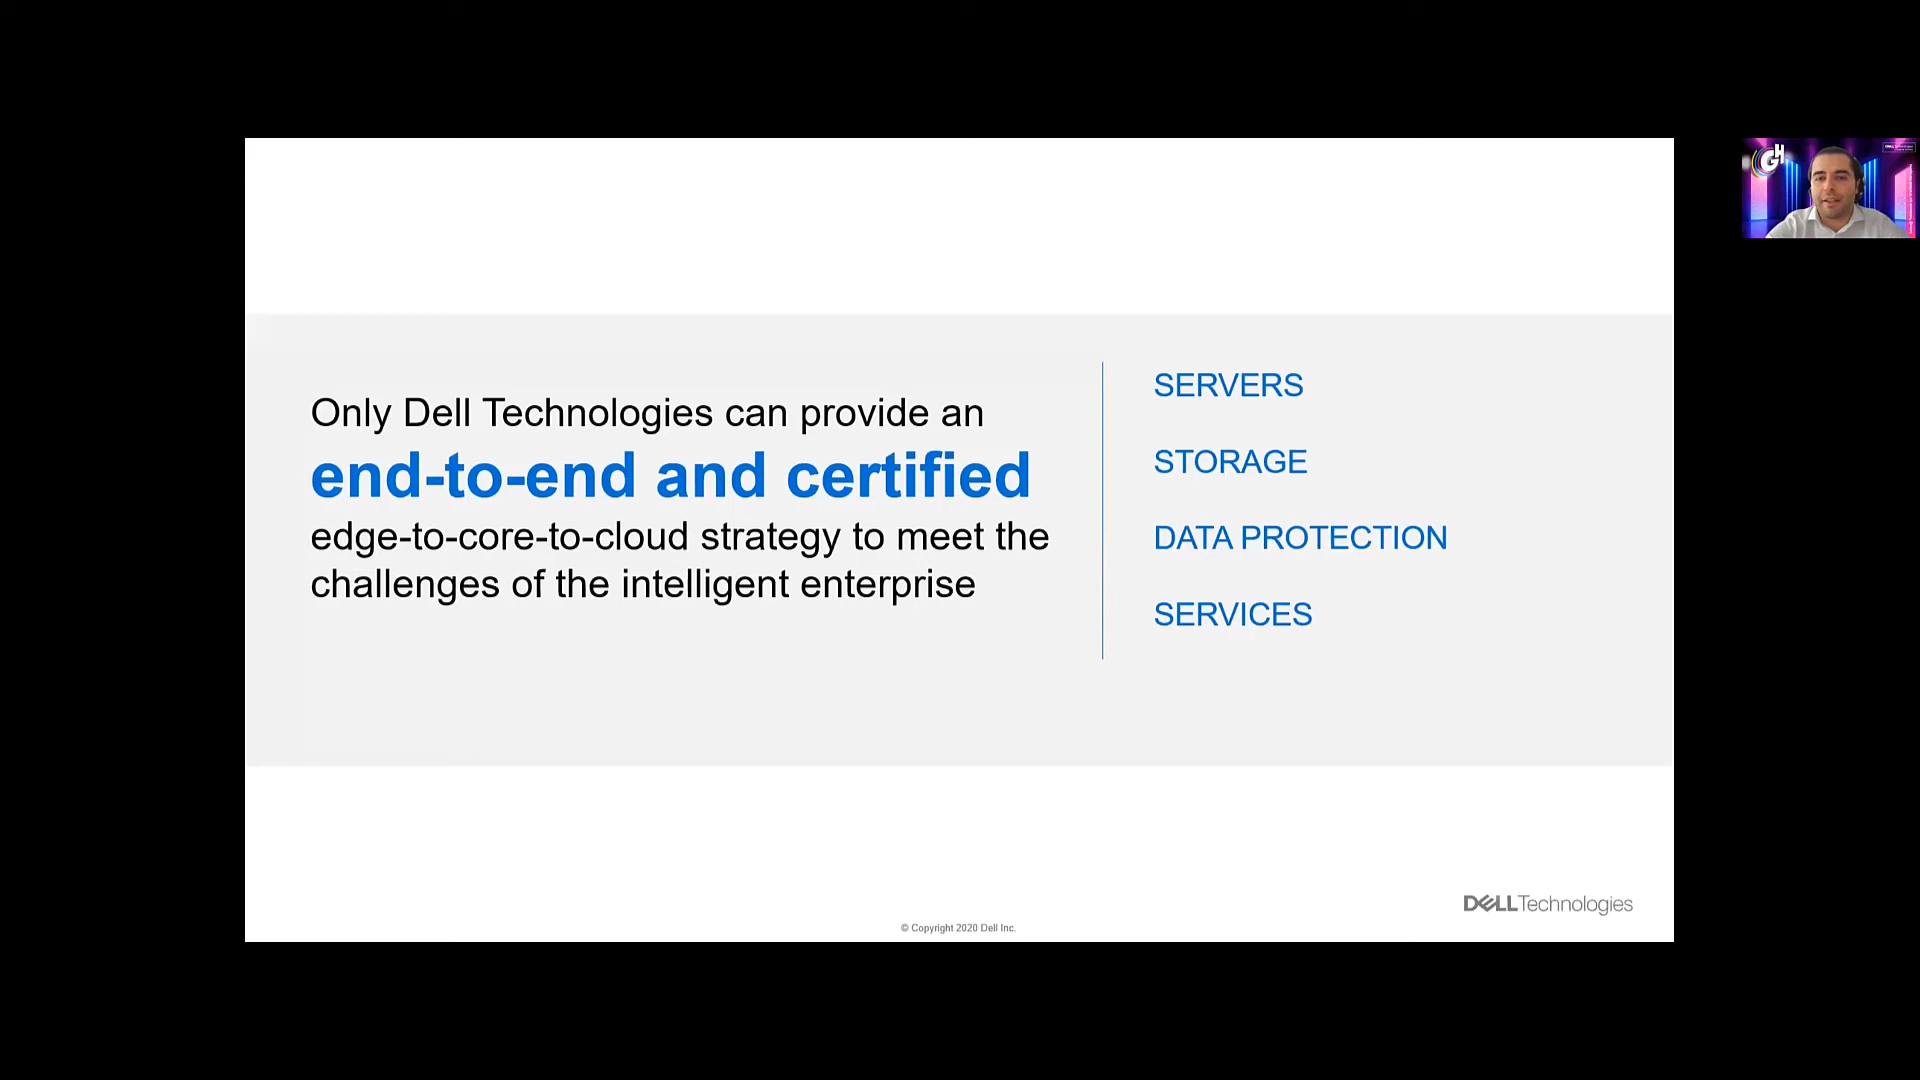 Only Dell Technologies can provide an
end-to-end and certified
edge-to-core-to-cloud strategy to meet the
challenges of the intelligent enterprise
SERVERS
STORAGE
DATA PROTECTION
SERVICES
DELLTechnologies
© Copyright 2020 Dell Inc.
GH